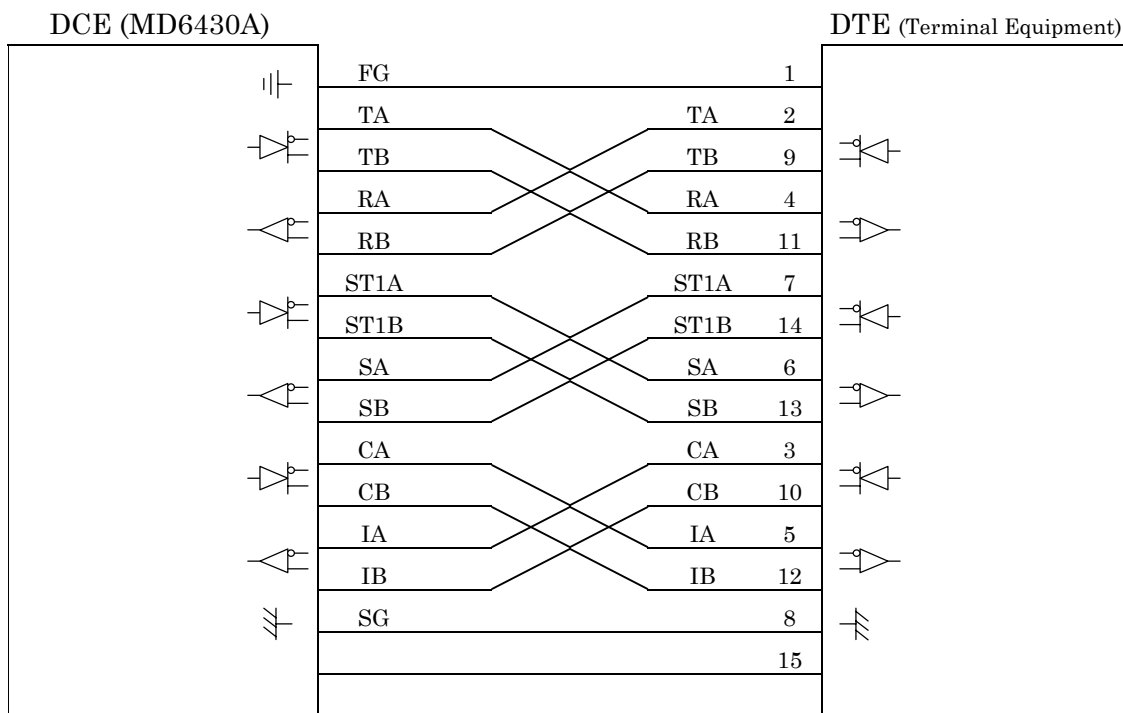 DCE (MD6430A) DTE (Terminal Equipment)
FG 1
TA TA 2
TB TB 9
RA RA 4
RB RB 11
ST1A ST1A 7
ST1B ST1B 14
SA SA 6
SB SB 13
CA CA 3
CB CB 10
IA IA 5
IB IB 12
SG 8
15